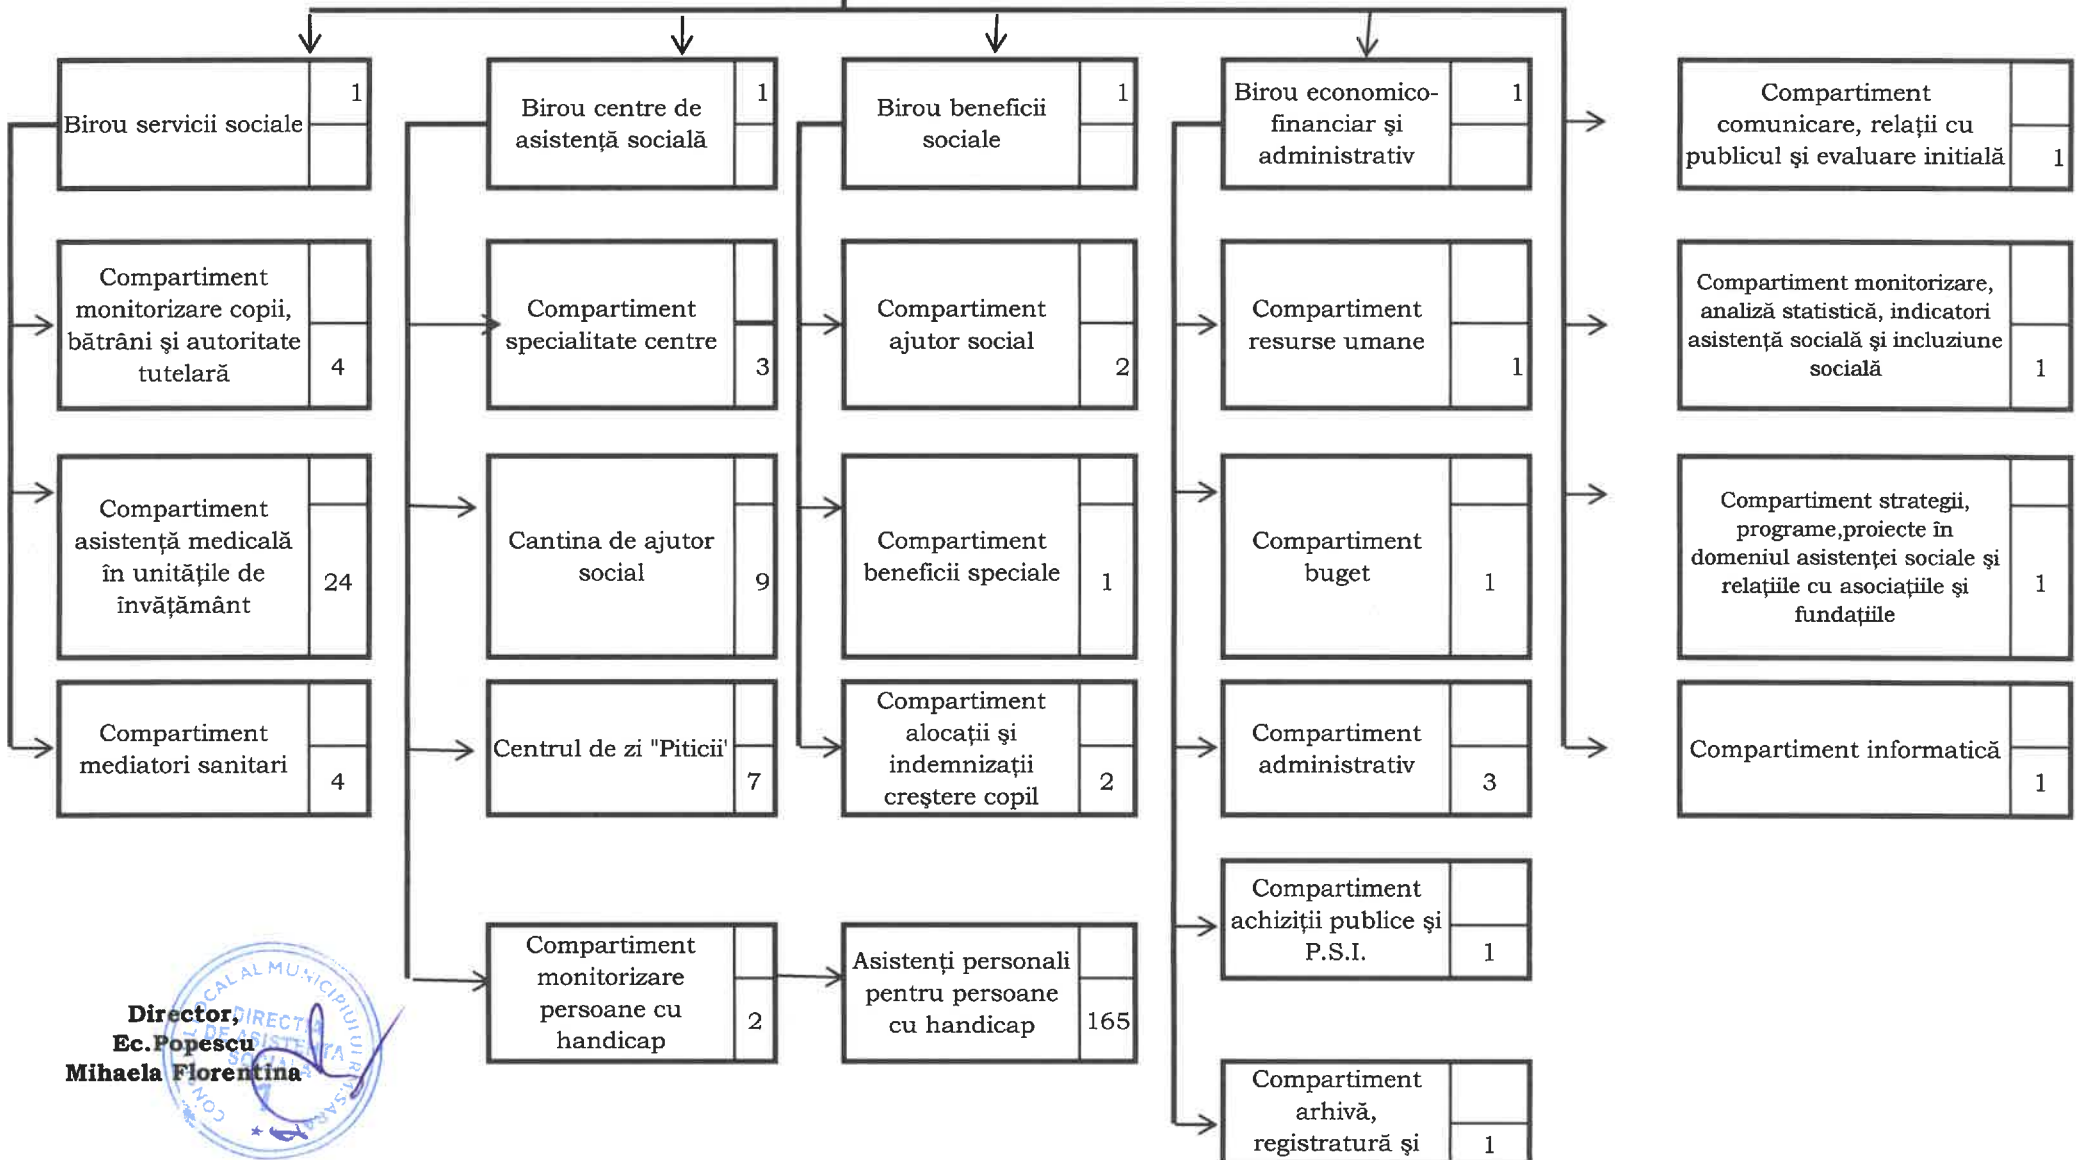 Birou servicii sociale
1
Birou centre de
asistență socială
1
Birou beneficii
sociale
1
Birou economico-
financiar și
administrativ
1
Compartiment
comunicare, relații cu
publicul și evaluare initială
1
Compartiment
monitorizare copii,
bătrâni și autoritate
tutelară
4
Compartiment
specialitate centre
3
Compartiment
ajutor social
2
Compartiment
resurse umane
1
Compartiment monitorizare,
analiză statistică, indicatori
asistență socială și incluziune
socială
1
Compartiment
asistență medicală
în unitățile de
învățământ
24
Cantina de ajutor
social
9
Compartiment
beneficii speciale
1
Compartiment
buget
1
Compartiment strategii,
programe,proiecte în
domeniul asistenței sociale și
relațiile cu asociațiile și
fundațiile
1
Compartiment
mediatori sanitari
4
Centrul de zi "Piticii"
7
Compartiment
alocații și
indemnizații
creștere copil
2
Compartiment
administrativ
3
Compartiment informatică
1
Compartiment
achiziții publice și
P.S.I.
1
Compartiment
monitorizare
persoane cu
handicap
2
Asistenți personali
pentru persoane
cu handicap
165
Compartiment
arhivă,
registratură și
1
Director,
Ec.Popescu
Mihaela Florentina
DIRECȚIA
DE ASISTENȚA
SOCIALĂ